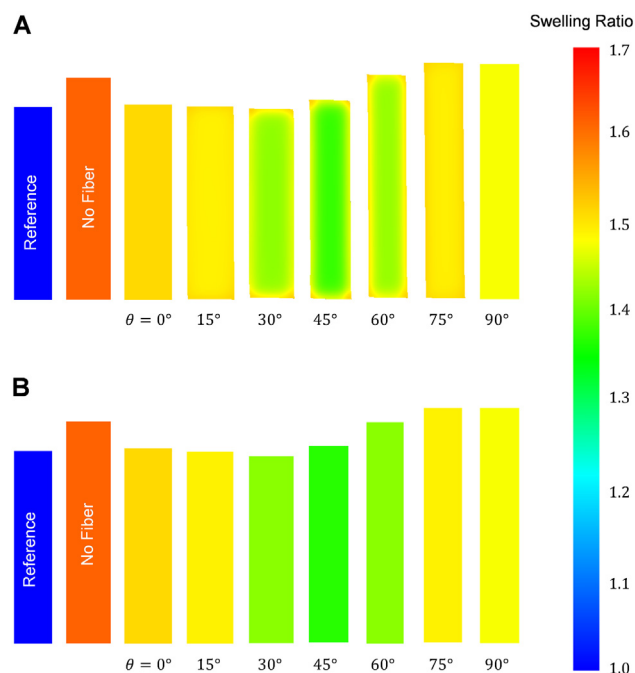 A
Swelling Ratio
Reference
No Fiber
θ = 0°
15°
30°
45°
60°
75°
90°
B
Reference
No Fiber
θ = 0°
15°
30°
45°
60°
75°
90°
1.7
1.6
1.5
1.4
1.3
1.2
1.1
1.0